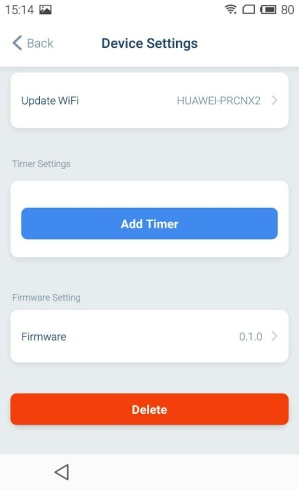 15:14 80
Back Device Settings
Update WiFi HUAWEI-PRCNX2
Timer Settings
Add Timer
Firmware Setting
Firmware 0.1.0
Delete